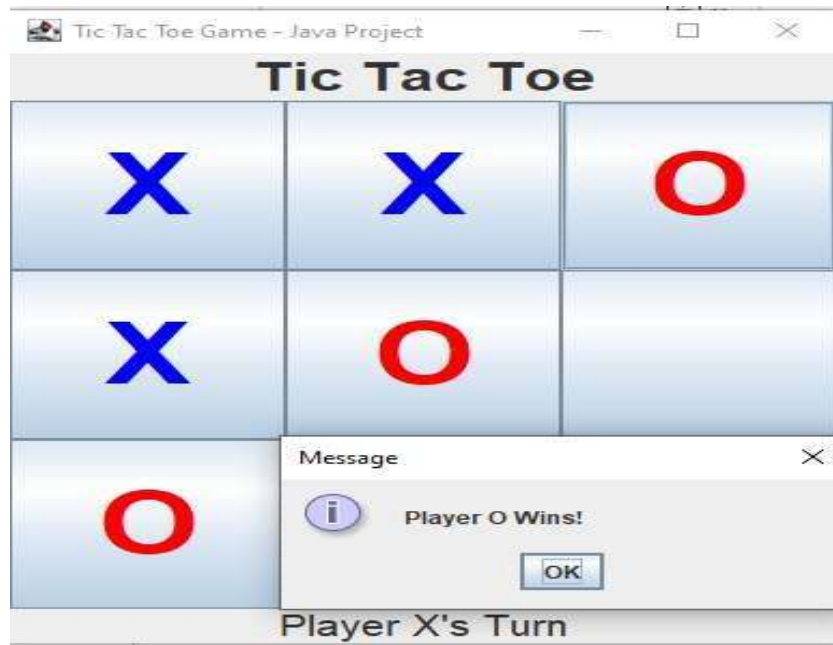 Tic Tac Toe Game - Java Project
Tic Tac Toe
X X O
X O
O
Message
Player O Wins!
OK
Player X's Turn